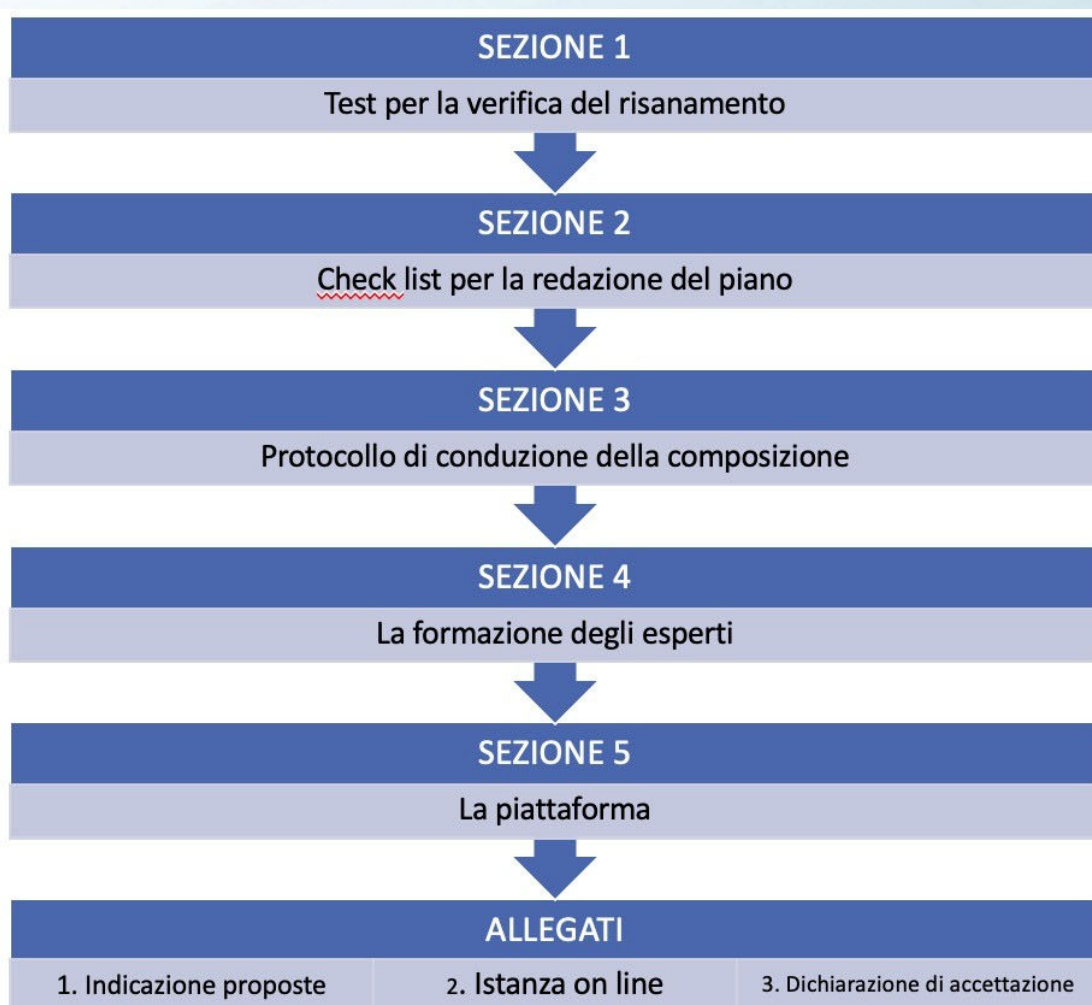 SEZIONE 1
Test per la verifica del risanamento
SEZIONE 2
Check list per la redazione del piano
SEZIONE 3
Protocollo di conduzione della composizione
SEZIONE 4
La formazione degli esperti
SEZIONE 5
La piattaforma
ALLEGATI
1. Indicazione proposte
2. Istanza on line
3. Dichiarazione di accettazione